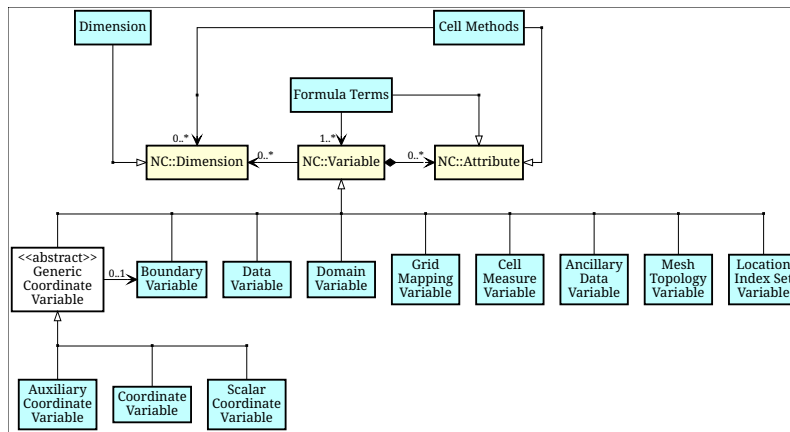 Dimension
Cell Methods
Formula Terms
0..*
1..*
NC::Dimension
0..*
NC::Variable
0..*
NC::Attribute
<<abstract>>
Generic
Coordinate
Variable
0..1
Boundary
Variable
Data
Variable
Domain
Variable
Grid
Mapping
Variable
Cell
Measure
Variable
Ancillary
Data
Variable
Mesh
Topology
Variable
Location
Index Set
Variable
Auxiliary
Coordinate
Variable
Coordinate
Variable
Scalar
Coordinate
Variable